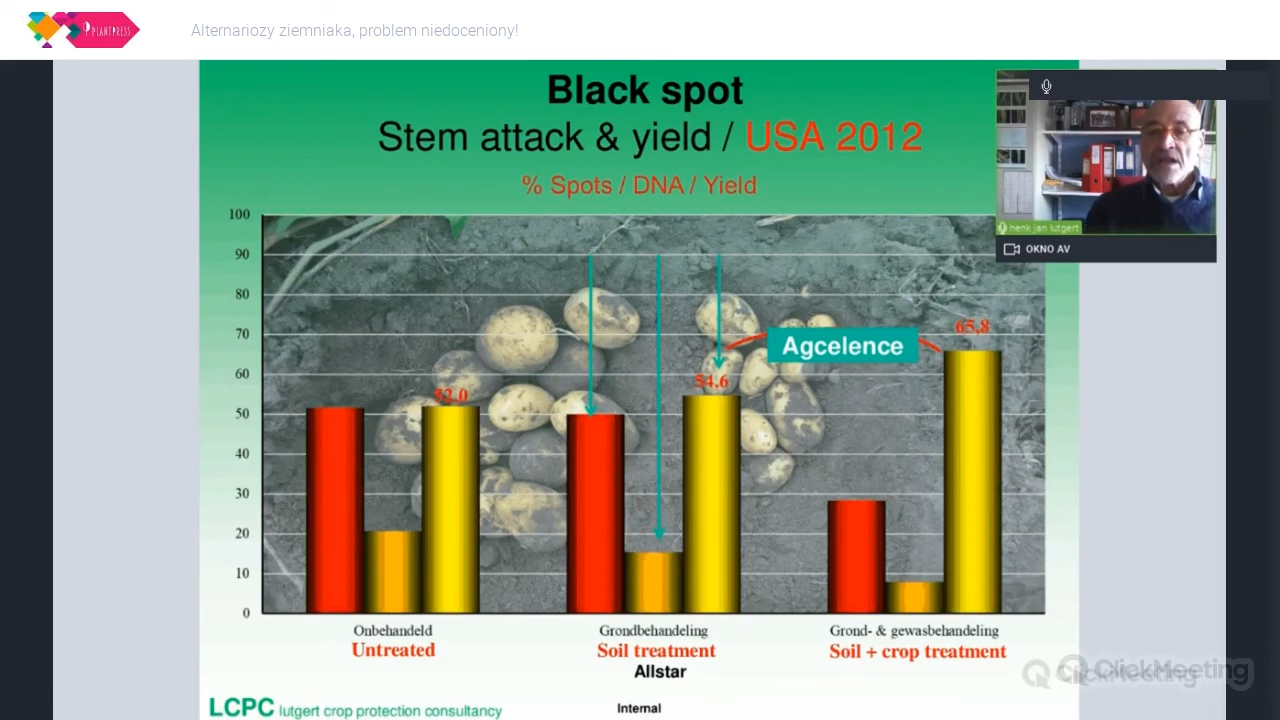 PLANTPRESS
Alternariozy ziemniaka, problem niedoceniony!
Black spot
Stem attack & yield / USA 2012
% Spots / DNA / Yield
henk jan lutgert
OKNO AV
100
90
80
70
60
50
40
30
20
10
0
52,0
54,6
65,8
Agcelence
Onbehandeld
Untreated
Grondbehandeling
Soil treatment
Allstar
Grond- & gewasbehandeling
Soil + crop treatment
ClickMeeting
ClickMeeting
LCPC lutgert crop protection consultancy
Internal